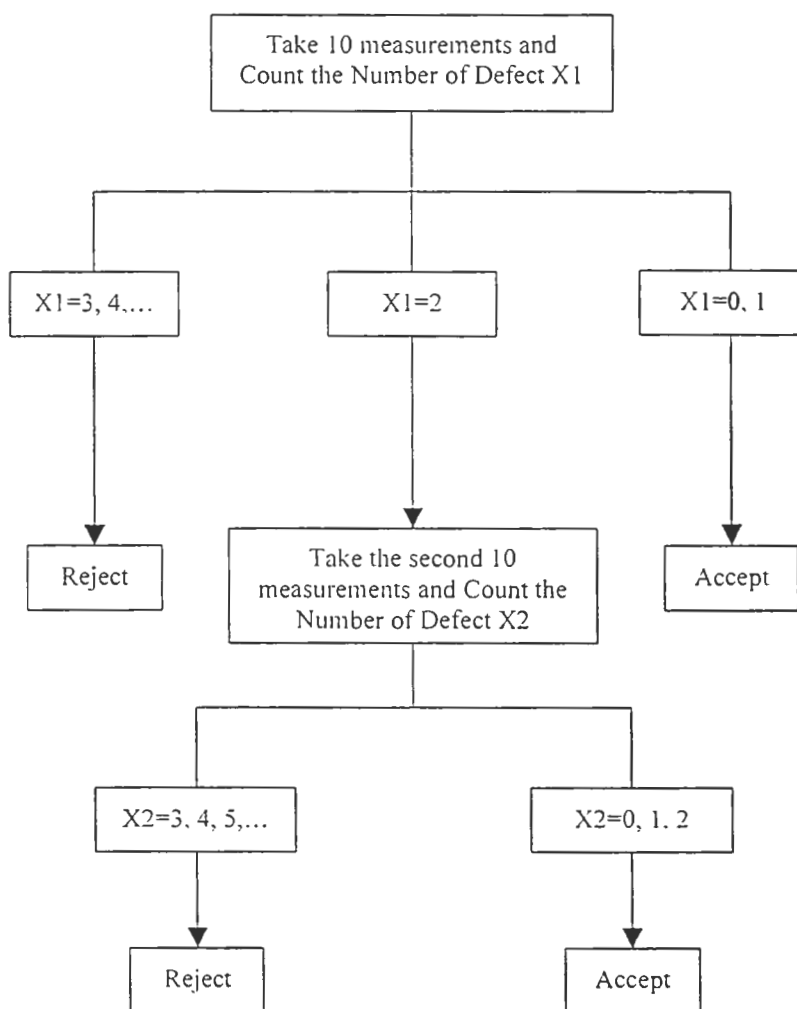 Take 10 measurements and
Count the Number of Defect X1
X1=3, 4,...
X1=2
X1=0, 1
Reject
Take the second 10
measurements and Count the
Number of Defect X2
Accept
X2=3, 4, 5,...
X2=0, 1, 2
Reject
Accept